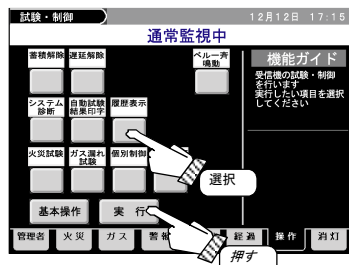 試験・制御
12月12日 17:15
通常監視中
蓄積解除 遅延解除
ベル一斉
鳴動
システム
診断
自動試験
結果印字
履歴表示
火災試験
ガス漏れ
試験
個別制御
選択
基本操作
実行
押す
機能ガイド
受信機の試験・制御
を行います
実行したい項目を選択
してください
管理者 火災 ガス 警報 経過 操作 消灯